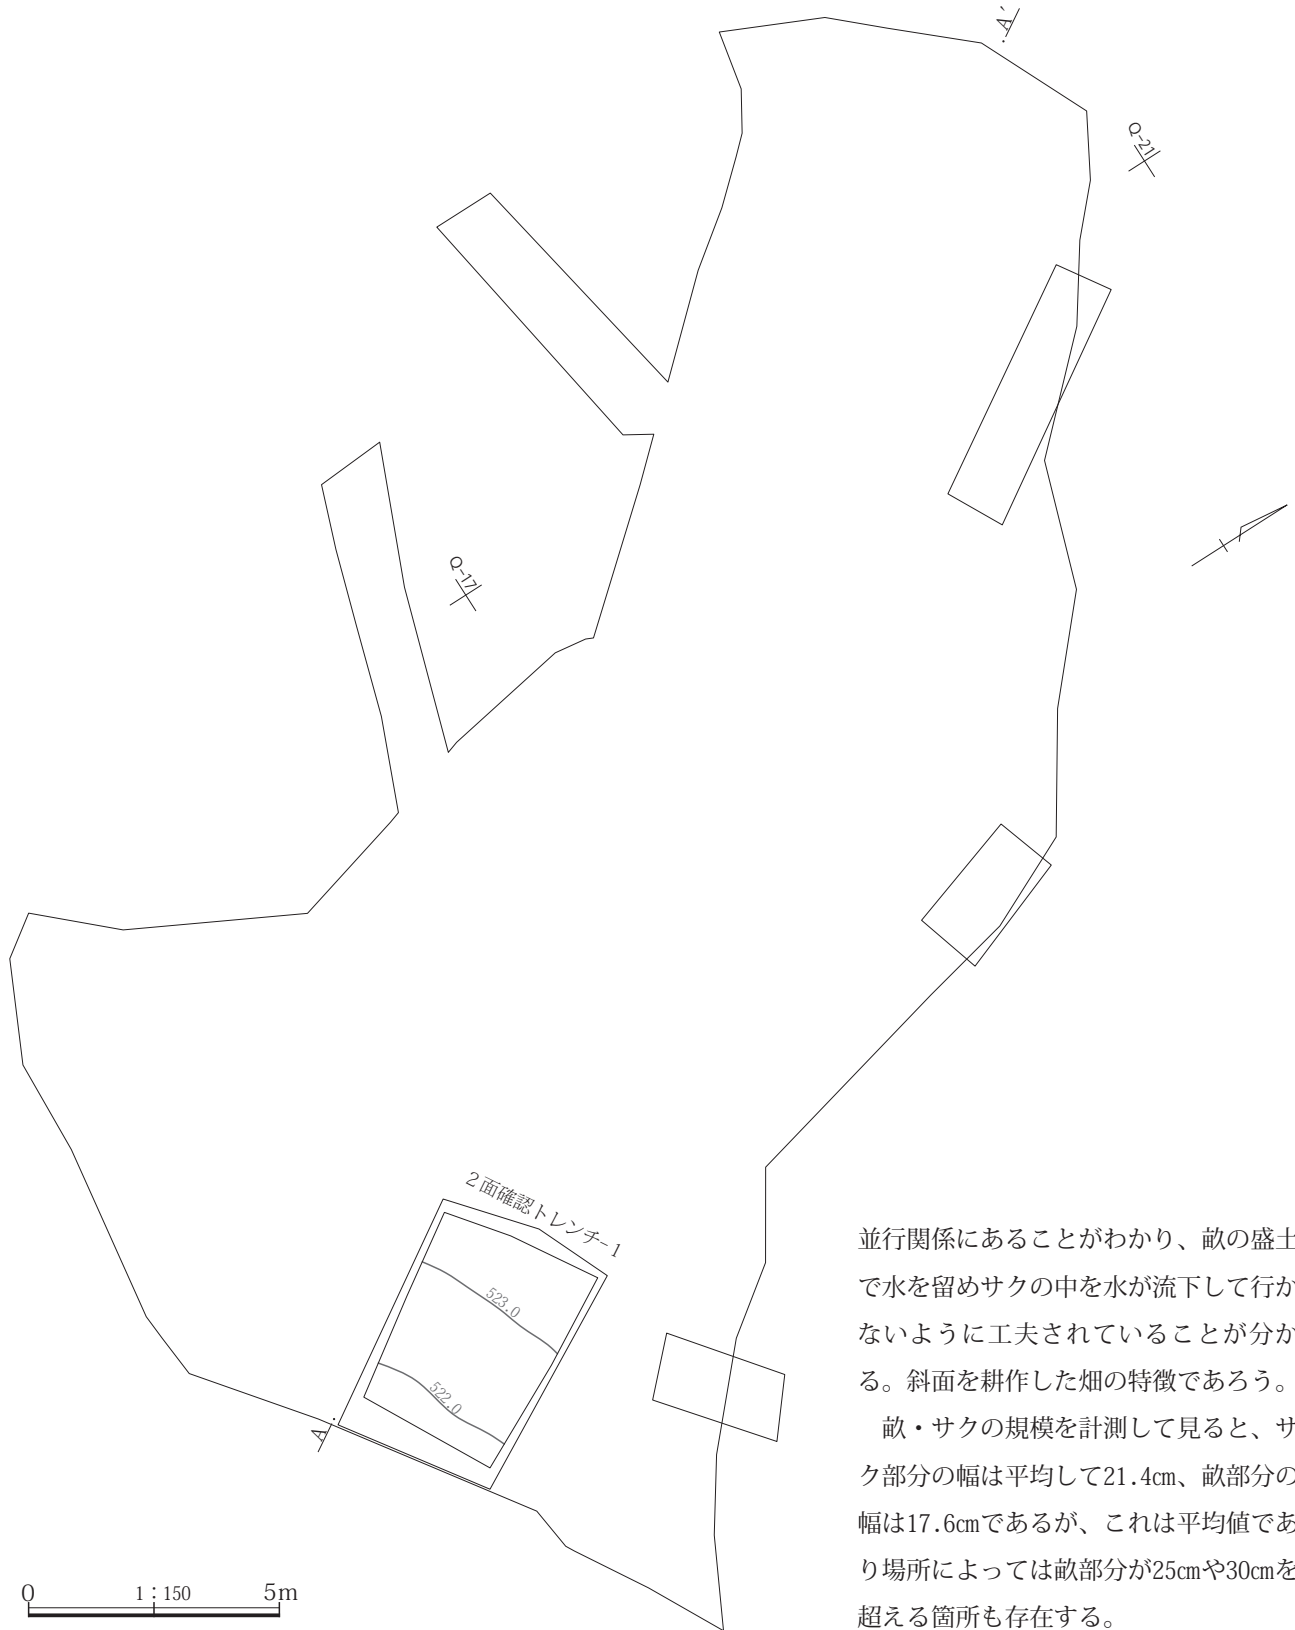 A´
Q-21
Q-17
2面確認トレンチ-1
523.0
522.0
A
並行関係にあることがわかり、畝の盛土
で水を留めサクの中を水が流下して行か
ないように工夫されていることが分か
る。斜面を耕作した畑の特徴であろう。
　畝・サクの規模を計測して見ると、サ
ク部分の幅は平均して21.4㎝、畝部分の
幅は17.6㎝であるが、これは平均値であ
り場所によっては畝部分が25㎝や30㎝を
超える箇所も存在する。
0 1：150 5m